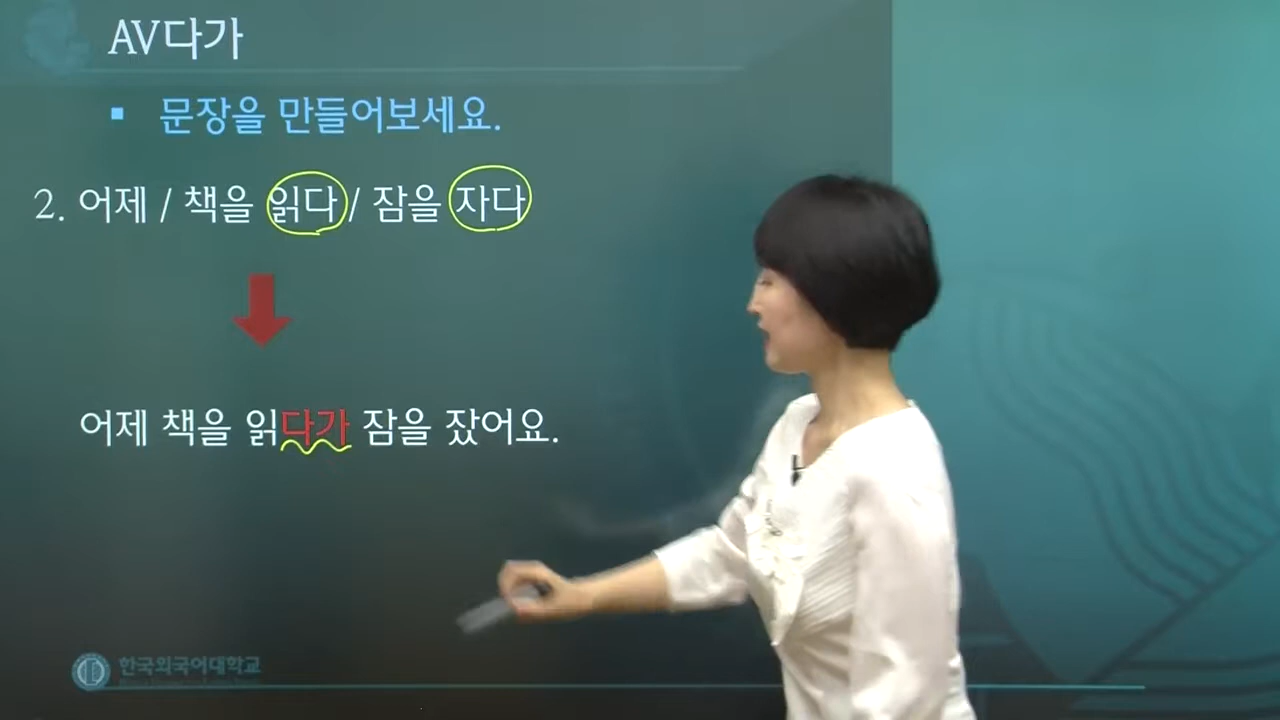 AV다가
▪ 문장을 만들어보세요.
2. 어제 / 책을 읽다 / 잠을 자다
어제 책을 읽다가 잠을 잤어요.
한국외국어대학교